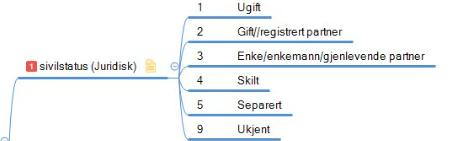 1 Ugift
2 Gift//registrert partner
3 Enke/enkemann/gjenlevende partner
1 sivilstatus (Juridisk)
4 Skilt
5 Separert
9 Ukjent